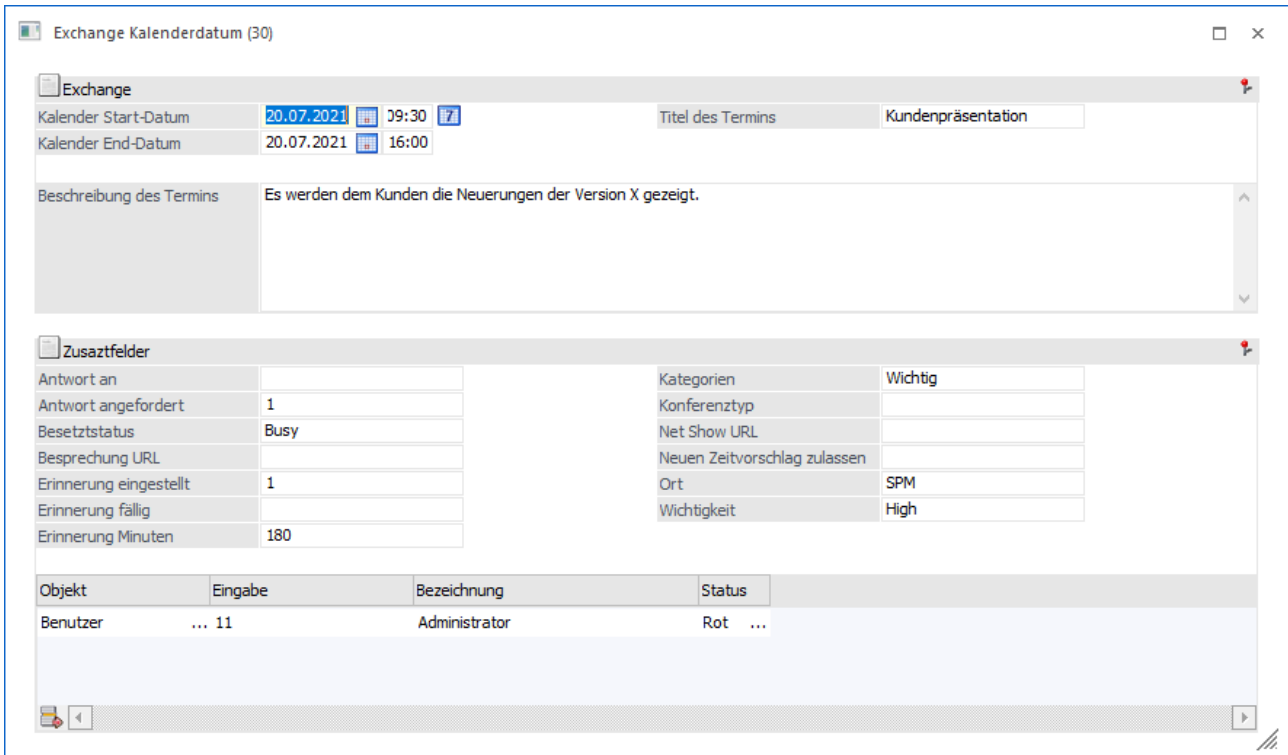 Exchange Kalenderdatum (30)
Exchange
Kalender Start-Datum 20.07.2021 09:30 7 Titel des Termins Kundenpräsentation
Kalender End-Datum 20.07.2021 16:00
Beschreibung des Termins Es werden dem Kunden die Neuerungen der Version X gezeigt.
Zusaztfelder
Antwort an Kategorien Wichtig
Antwort angefordert 1 Konferenztyp
Besetztstatus Busy Net Show URL
Besprechung URL Neuen Zeitvorschlag zulassen
Erinnerung eingestellt 1 Ort SPM
Erinnerung fällig Wichtigkeit High
Erinnerung Minuten 180
Objekt Eingabe Bezeichnung Status
Benutzer ... 11 Administrator Rot ...